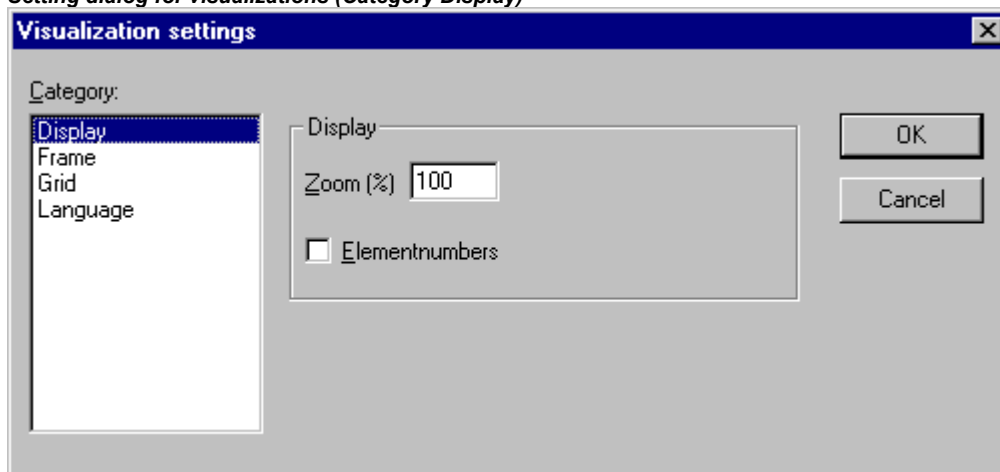 Setting dialog for visualizations (Category Display)
Visualization settings
Category:
Display
Frame
Grid
Language
Display
Zoom (%) 100
Elementnumbers
OK
Cancel